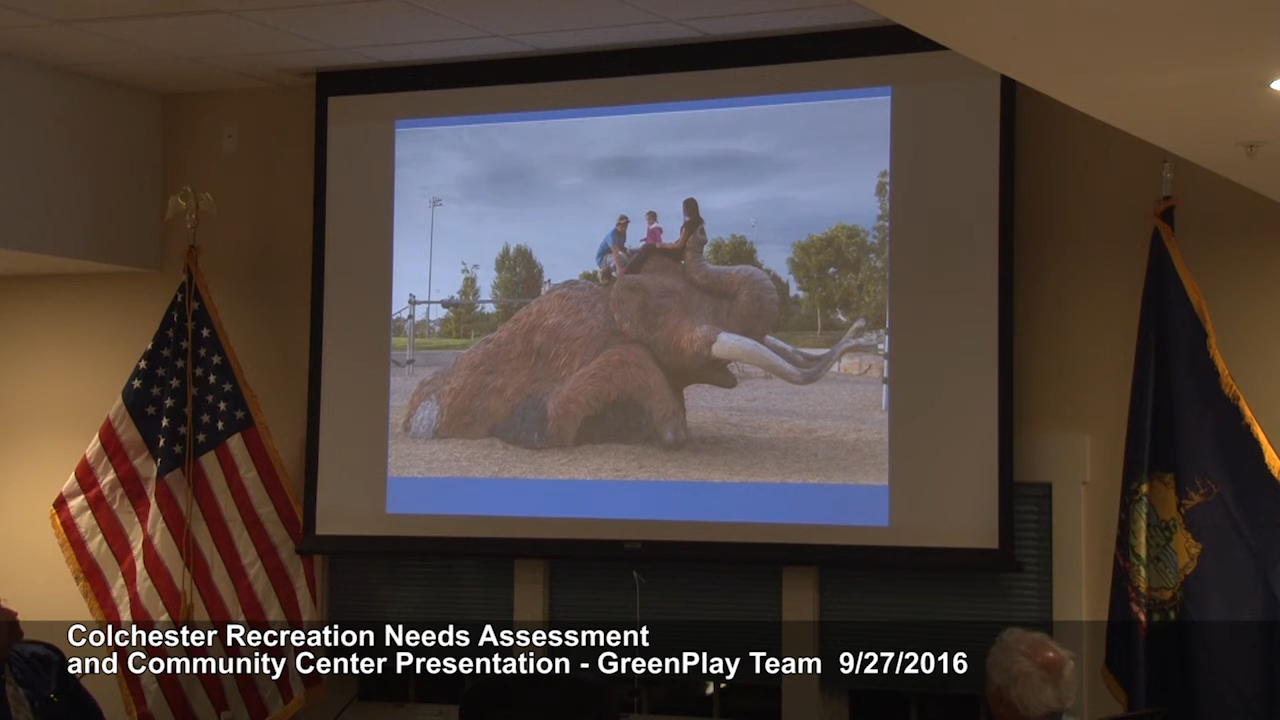 Colchester Recreation Needs Assessment
and Community Center Presentation - GreenPlay Team 9/27/2016